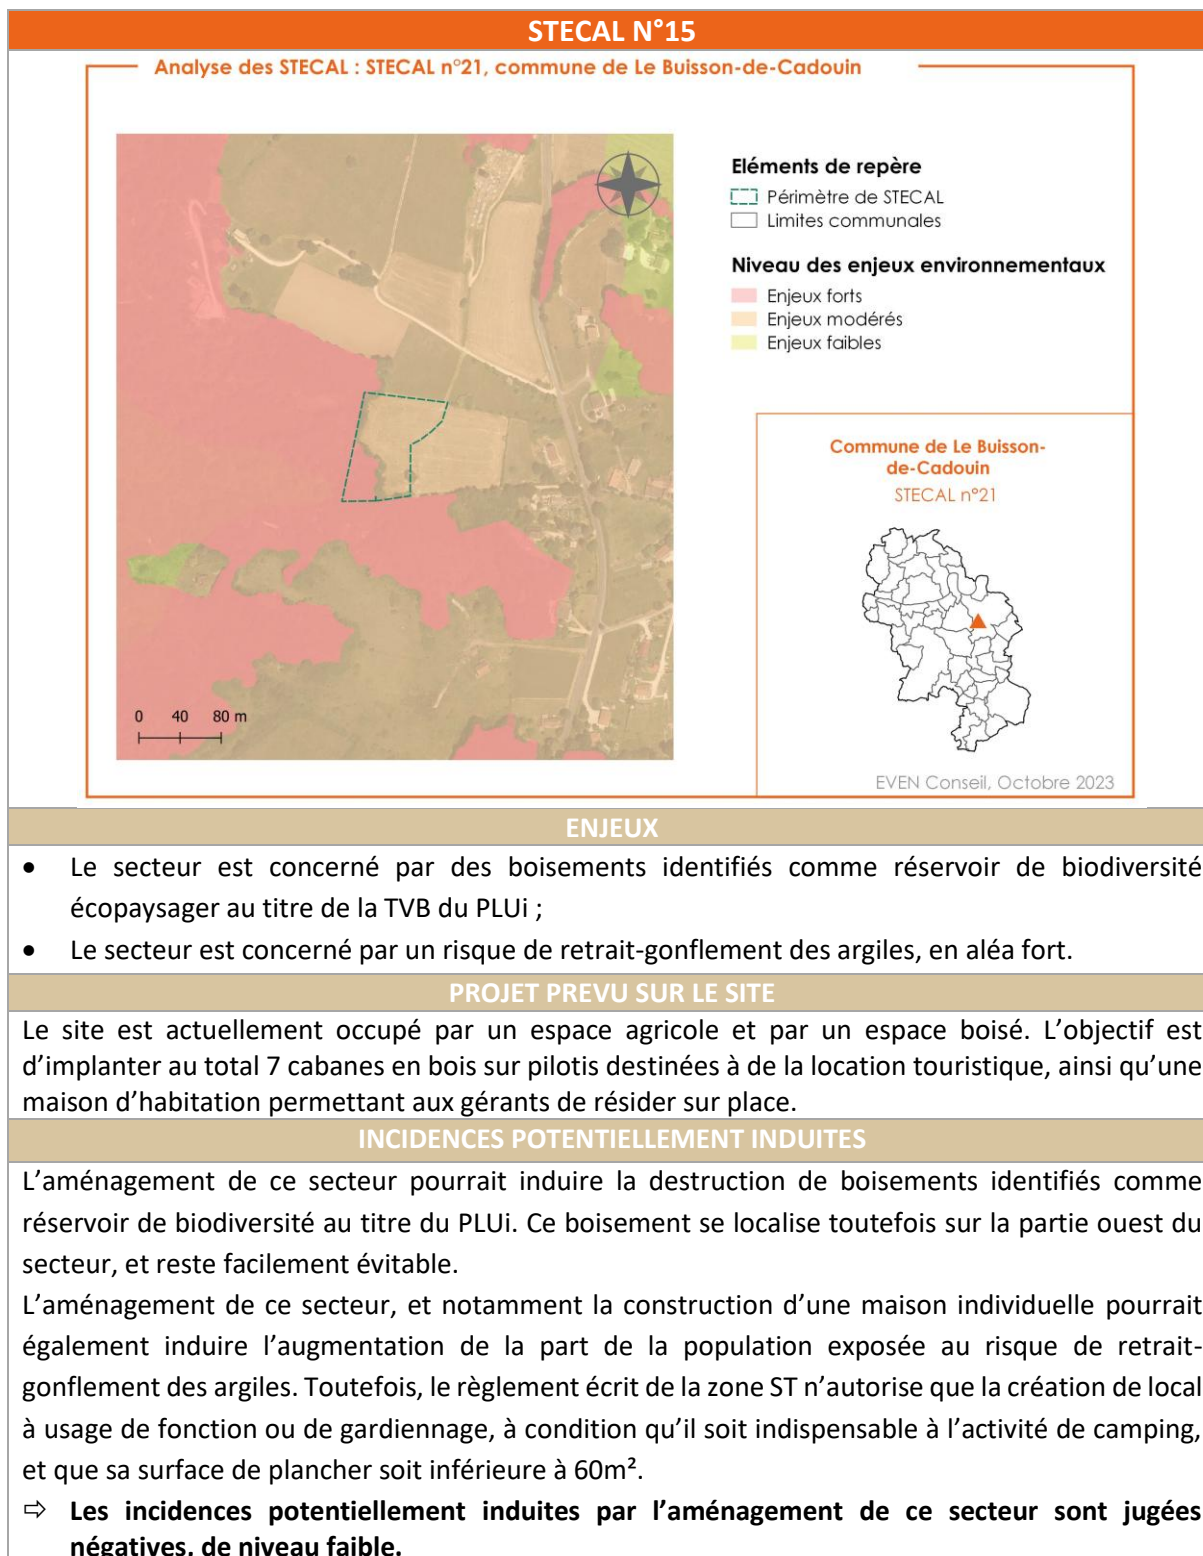 STECAL N°15
Analyse des STECAL : STECAL n°21, commune de Le Buisson-de-Cadouin
Eléments de repère
Périmètre de STECAL
Limites communales
Niveau des enjeux environnementaux
Enjeux forts
Enjeux modérés
Enjeux faibles
0 40 80 m
Commune de Le Buisson-
de-Cadouin
STECAL n°21
EVEN Conseil, Octobre 2023
ENJEUX
• Le secteur est concerné par des boisements identifiés comme réservoir de biodiversité
écopaysager au titre de la TVB du PLUi ;
• Le secteur est concerné par un risque de retrait-gonflement des argiles, en aléa fort.
PROJET PREVU SUR LE SITE
Le site est actuellement occupé par un espace agricole et par un espace boisé. L’objectif est
d’implanter au total 7 cabanes en bois sur pilotis destinées à de la location touristique, ainsi qu’une
maison d’habitation permettant aux gérants de résider sur place.
INCIDENCES POTENTIELLEMENT INDUITES
L’aménagement de ce secteur pourrait induire la destruction de boisements identifiés comme
réservoir de biodiversité au titre du PLUi. Ce boisement se localise toutefois sur la partie ouest du
secteur, et reste facilement évitable.
L’aménagement de ce secteur, et notamment la construction d’une maison individuelle pourrait
également induire l’augmentation de la part de la population exposée au risque de retrait-
gonflement des argiles. Toutefois, le règlement écrit de la zone ST n’autorise que la création de local
à usage de fonction ou de gardiennage, à condition qu’il soit indispensable à l’activité de camping,
et que sa surface de plancher soit inférieure à 60m².
⇨ Les incidences potentiellement induites par l’aménagement de ce secteur sont jugées
négatives, de niveau faible.